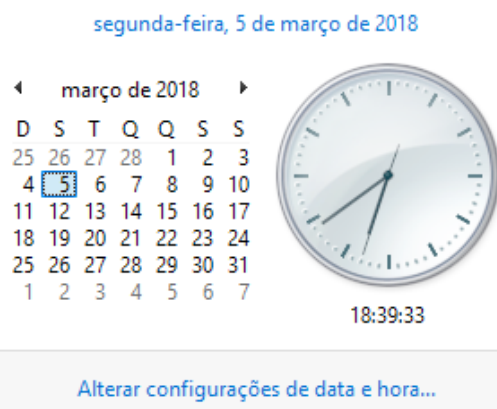 segunda-feira, 5 de março de 2018
março de 2018
D S T Q Q S S
25 26 27 28 1 2 3
4 5 6 7 8 9 10
11 12 13 14 15 16 17
18 19 20 21 22 23 24
25 26 27 28 29 30 31
1 2 3 4 5 6 7
18:39:33
Alterar configurações de data e hora...